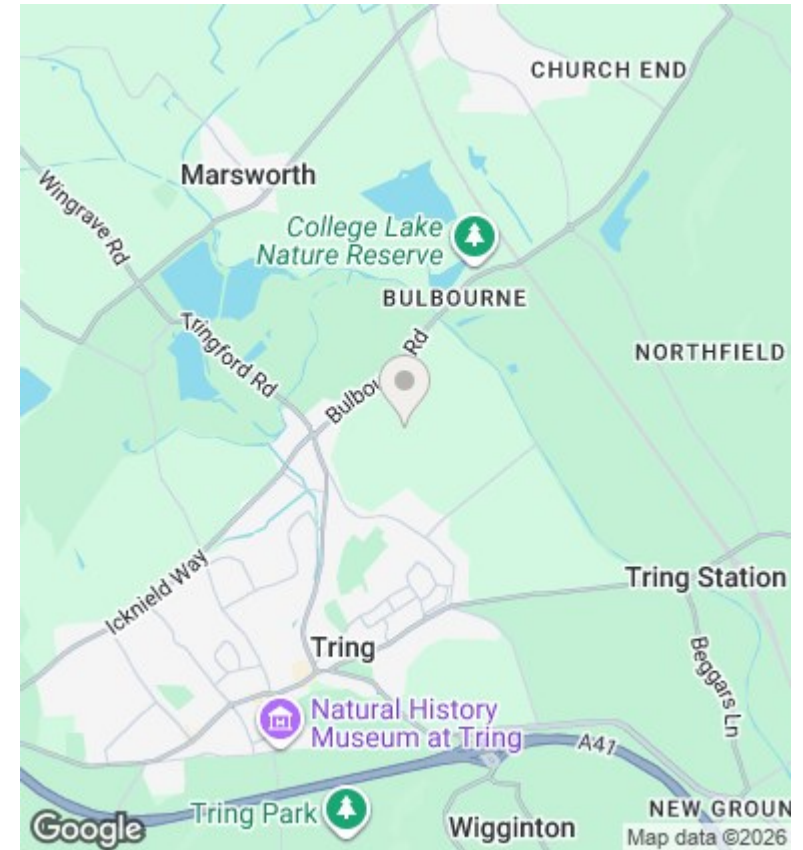 CHURCH END
Marsworth
Wingrave Rd
College Lake
Nature Reserve
BULBOURNE
Tringford Rd
NORTHFIELD
Rd
Icknield Way
Tring Station
Tring
Beggars Ln
Natural History
Museum at Tring
A41
Tring Park
Wigginton
NEW GROUN
Google
Map data ©2026